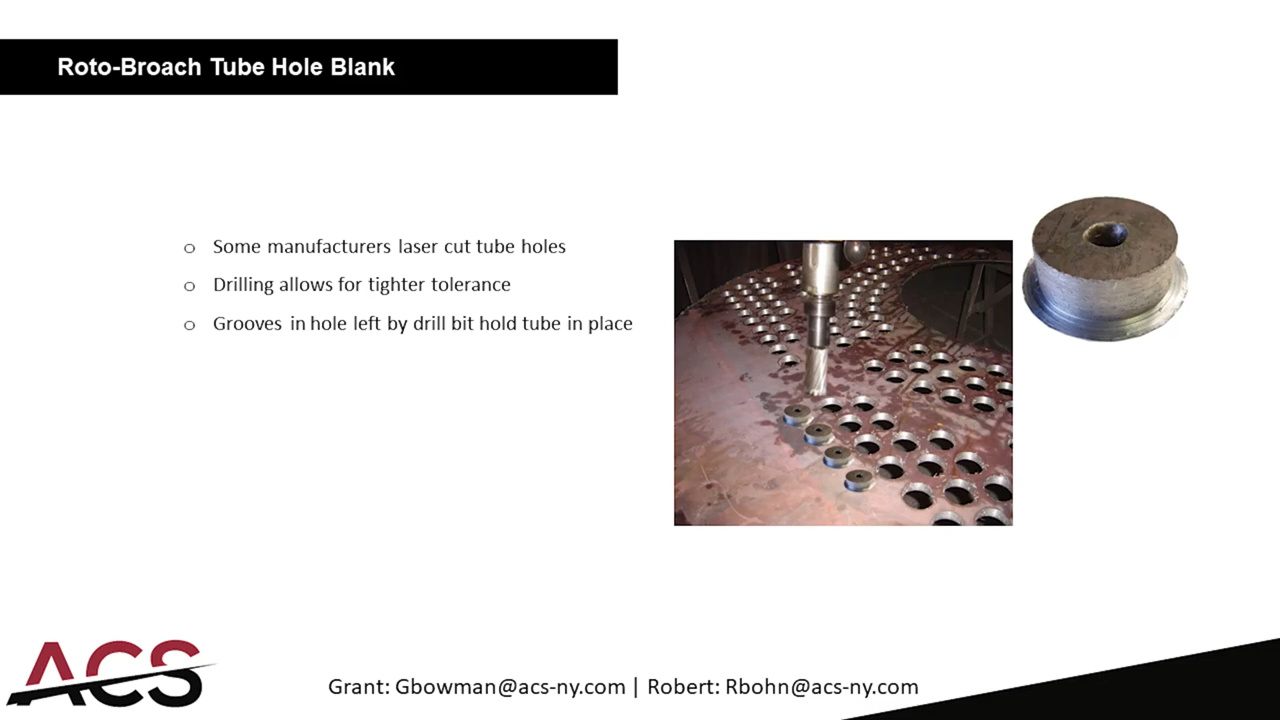 Roto-Broach Tube Hole Blank
o Some manufacturers laser cut tube holes
o Drilling allows for tighter tolerance
o Grooves in hole left by drill bit hold tube in place
ACS
Grant: Gbowman@acs-ny.com | Robert: Rbohn@acs-ny.com